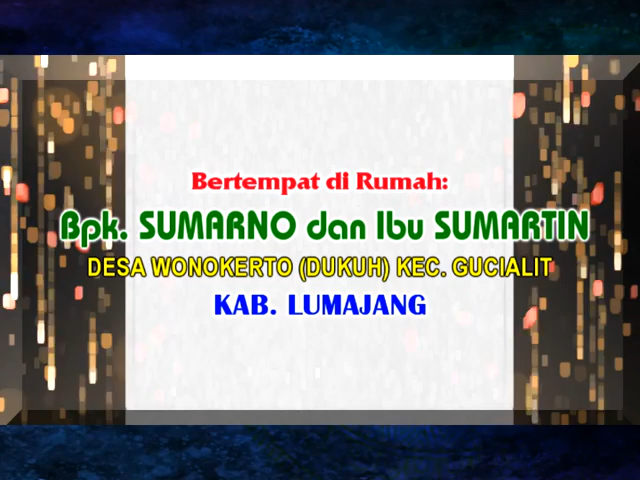 Bertempat di Rumah:
Bpk. SUMARNO dan Ibu SUMARTIN
DESA WONOKERTO (DUKUH) KEC. GUCIALIT
KAB. LUMAJANG